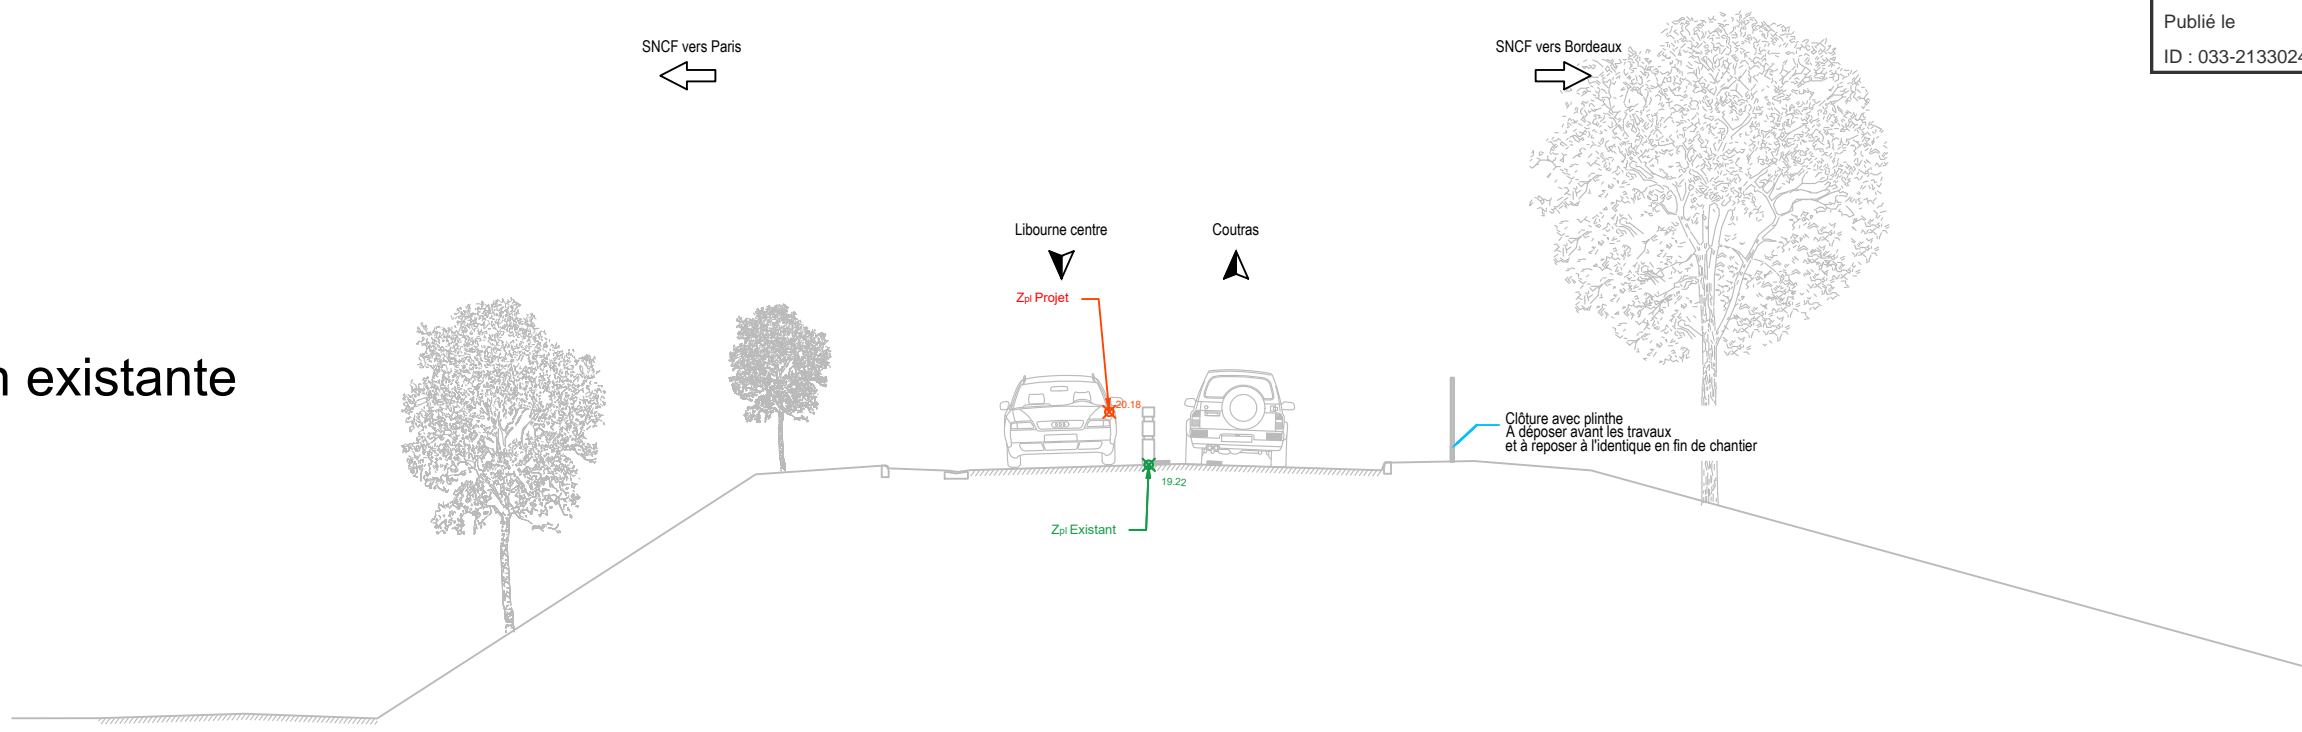 Publié le
ID : 033-2133024
SNCF vers Paris
SNCF vers Bordeaux
Libourne centre
Coutras
Zpl Projet
20.18
n existante
Clôture avec plinthe
A déposer avant les travaux
et à reposer à l'identique en fin de chantier
19.22
Zpl Existant